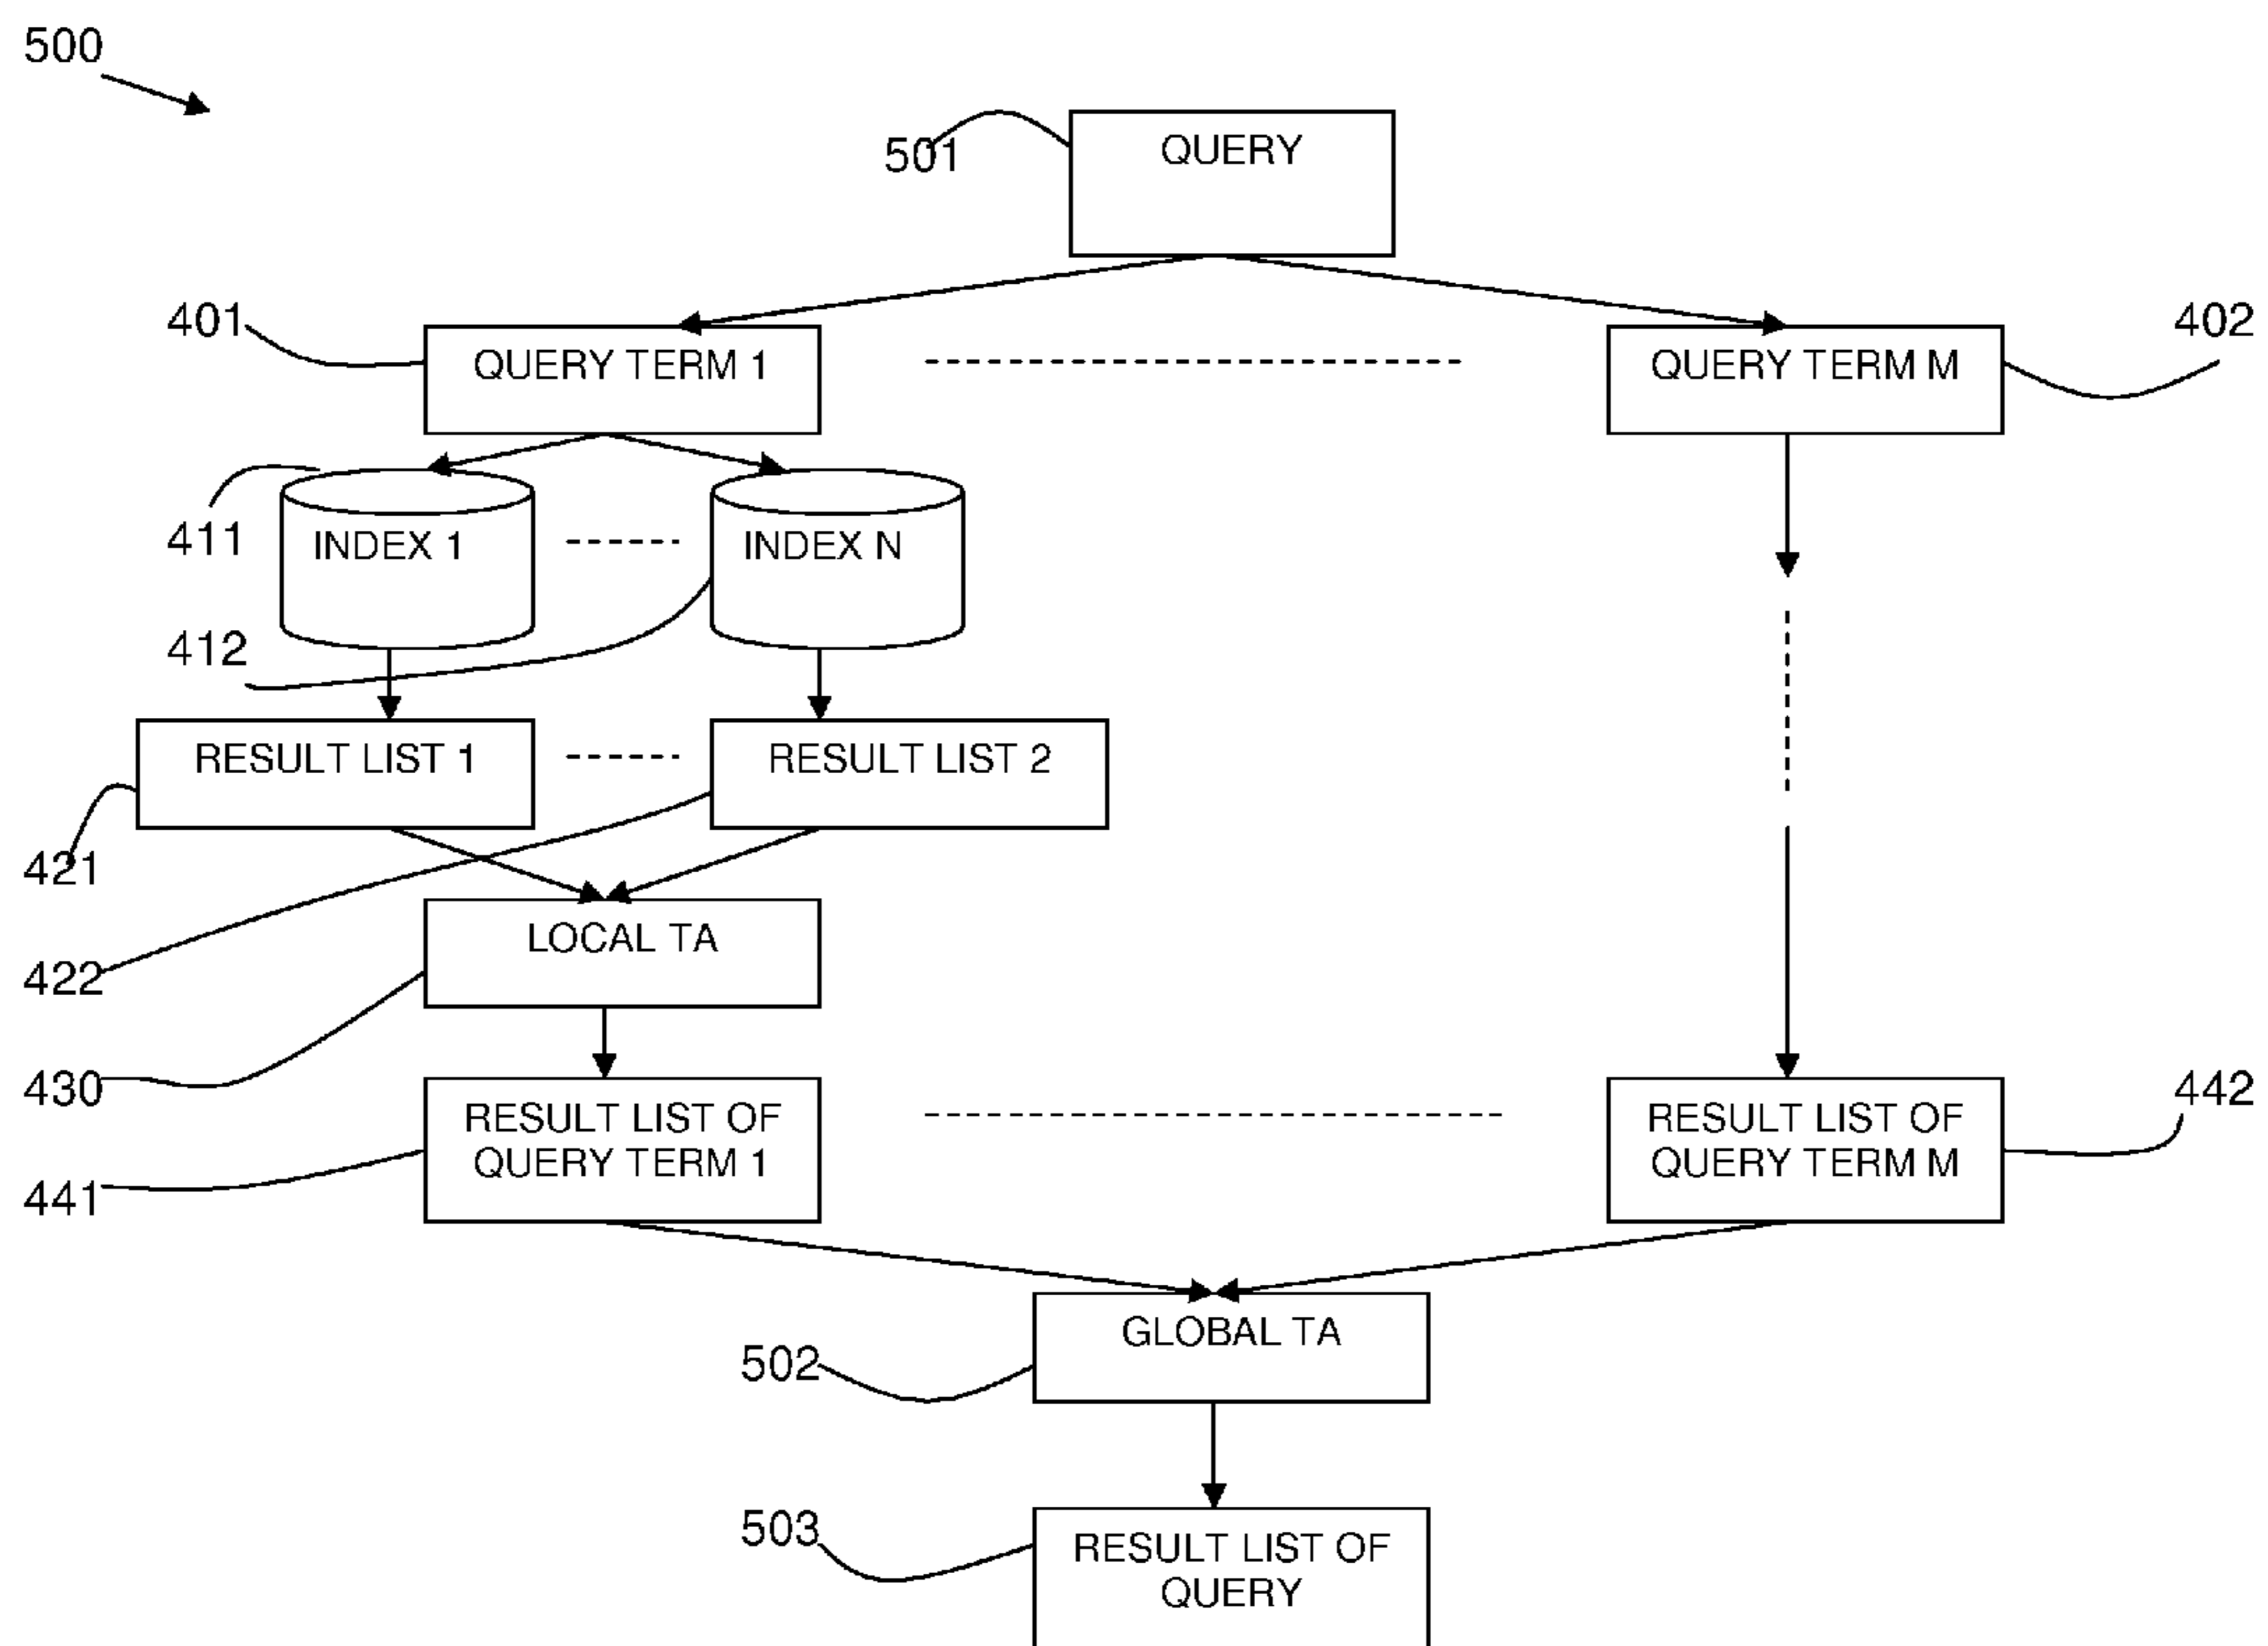 500
501
QUERY
401
QUERY TERM 1
QUERY TERM M
402
411
INDEX 1
INDEX N
412
RESULT LIST 1
RESULT LIST 2
421
LOCAL TA
422
430
RESULT LIST OF
QUERY TERM 1
RESULT LIST OF
QUERY TERM M
442
441
GLOBAL TA
502
503
RESULT LIST OF
QUERY